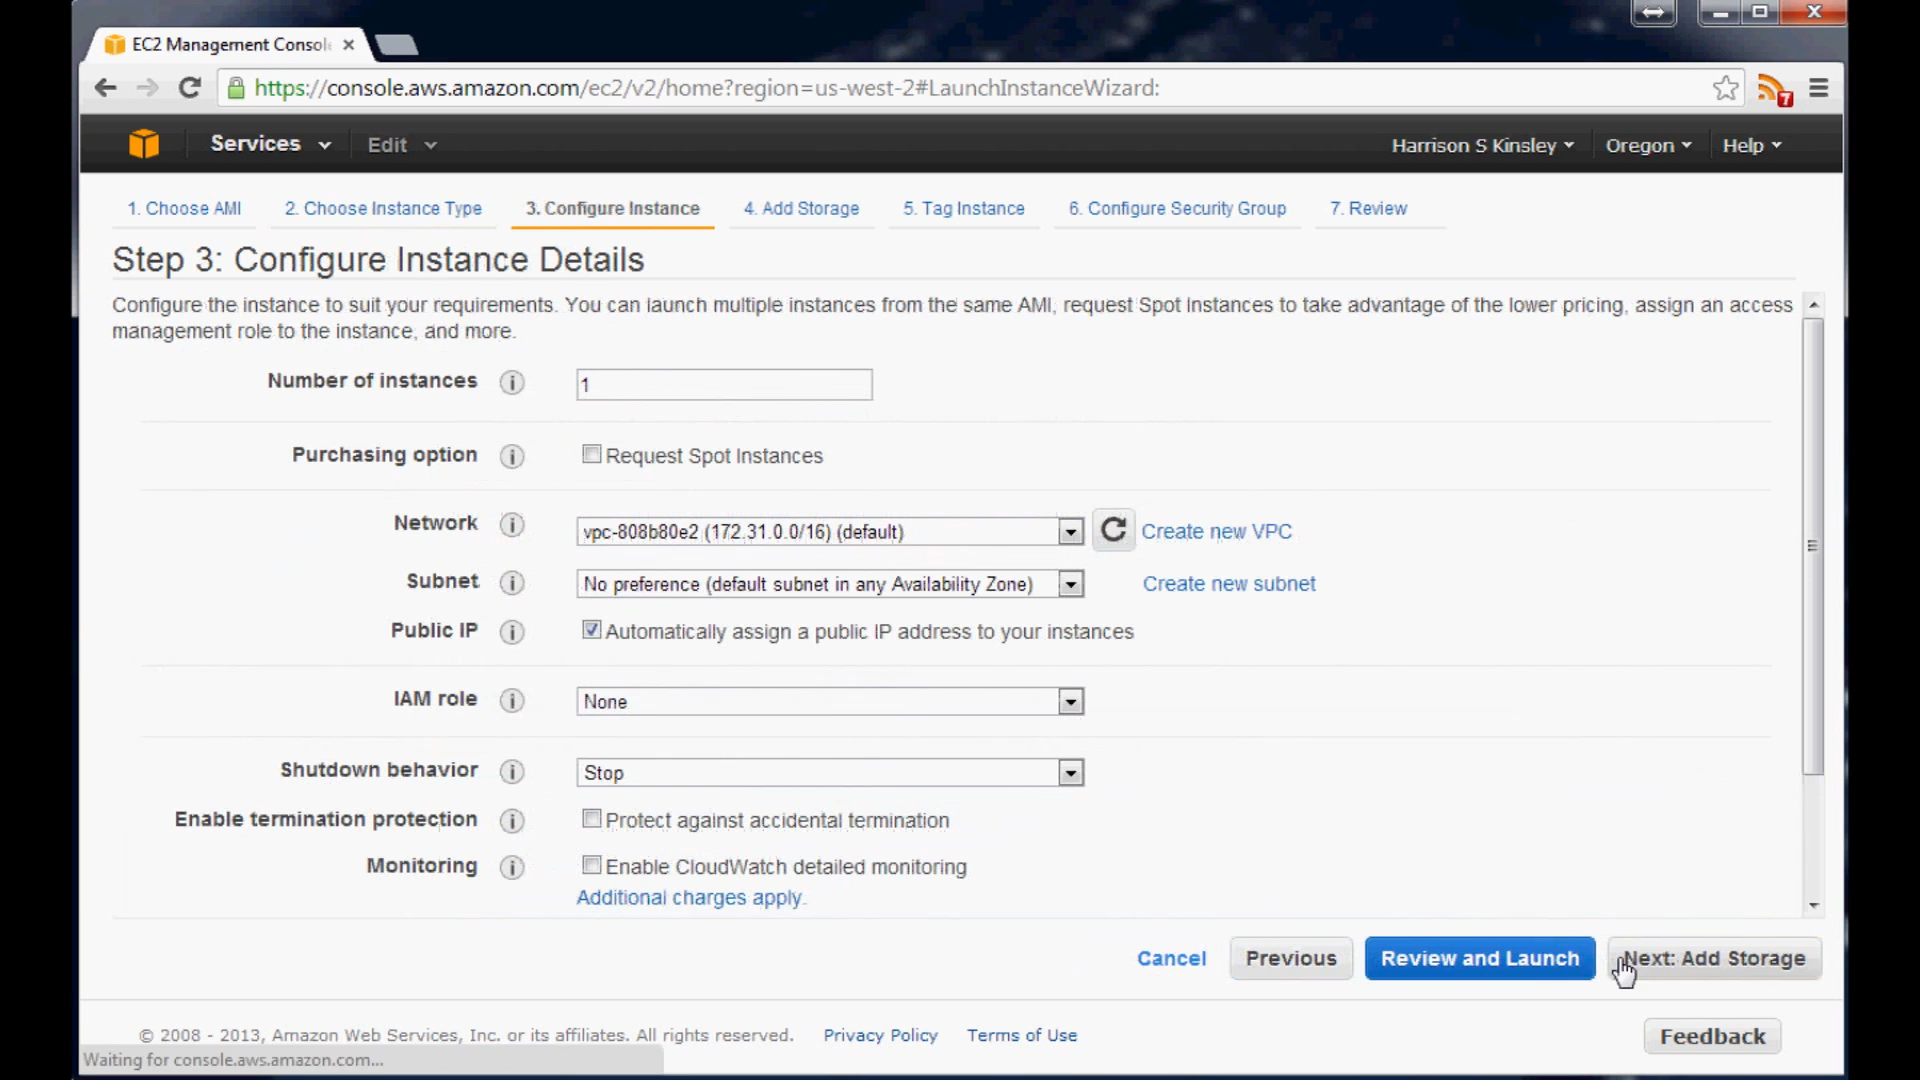 EC2 Management Consol
https://console.aws.amazon.com/ec2/v2/home?region=us-west-2#LaunchInstanceWizard:
7
Services Edit Harrison S Kinsley Oregon Help
1. Choose AMI 2. Choose Instance Type 3. Configure Instance 4. Add Storage 5. Tag Instance 6. Configure Security Group 7. Review
Step 3: Configure Instance Details
Configure the instance to suit your requirements. You can launch multiple instances from the same AMI, request Spot Instances to take advantage of the lower pricing, assign an access
management role to the instance, and more.
Number of instances 1
Purchasing option Request Spot Instances
Network vpc-808b80e2 (172.31.0.0/16) (default) Create new VPC
Subnet No preference (default subnet in any Availability Zone) Create new subnet
Public IP Automatically assign a public IP address to your instances
IAM role None
Shutdown behavior Stop
Enable termination protection Protect against accidental termination
Monitoring Enable CloudWatch detailed monitoring
Additional charges apply.
Cancel Previous Review and Launch Next: Add Storage
© 2008 - 2013, Amazon Web Services, Inc. or its affiliates. All rights reserved. Privacy Policy Terms of Use Feedback
Waiting for console.aws.amazon.com...